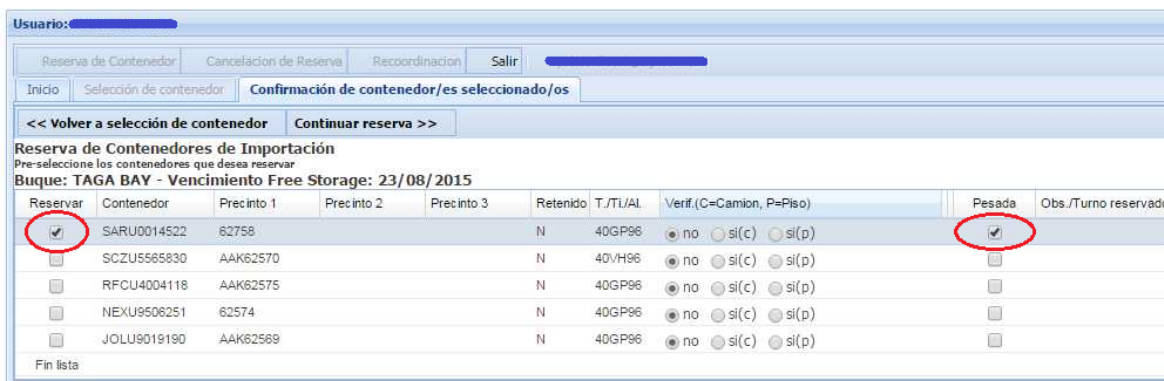 Usuario:
Reserva de Contenedor Cancelacion de Reserva Recoordinacion Salir
Inicio Selección de contenedor Confirmación de contenedor/es seleccionado/os
<< Volver a selección de contenedor Continuar reserva >>
Reserva de Contenedores de Importación
Pre-seleccione los contenedores que desea reservar
Buque: TAGA BAY - Vencimiento Free Storage: 23/08/2015
Reservar Contenedor Precinto 1 Precinto 2 Precinto 3 Retenido T./Ti./Al. Verif.(C=Camion, P=Piso) Pesada Obs./Turno reservado
SARU0014522 62758 N 40GP96 no si(c) si(p)
SCZU5565830 AAK62570 N 40VH96 no si(c) si(p)
RFCU4004118 AAK62575 N 40GP96 no si(c) si(p)
NEXU9506251 62574 N 40GP96 no si(c) si(p)
JOLU9019190 AAK62569 N 40GP96 no si(c) si(p)
Fin lista